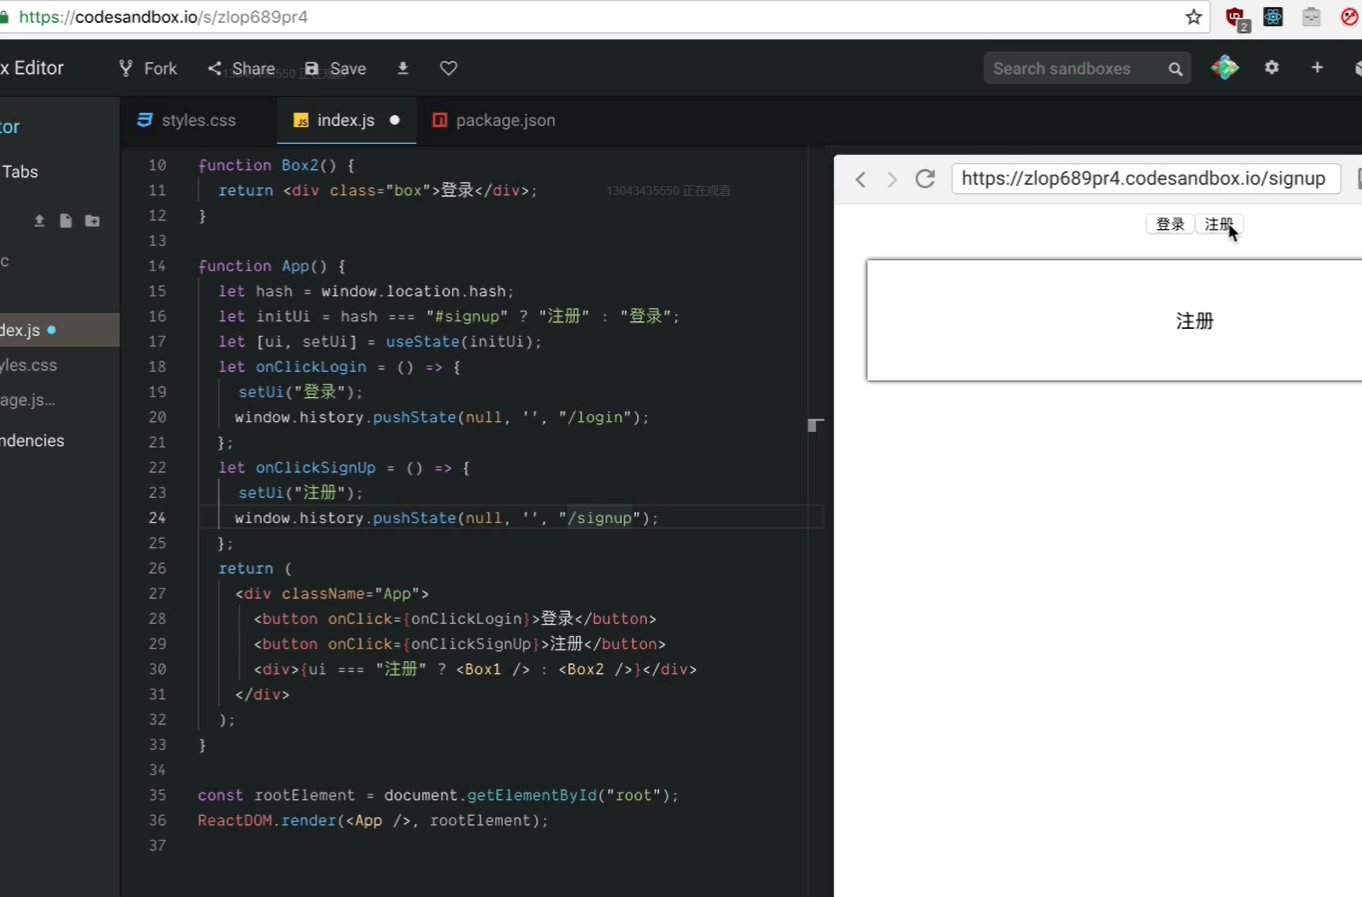 https://codesandbox.io/s/zlop689pr4
2
x Editor
Fork
Share
Save
Search sandboxes
13043435550 正在观看
tor
styles.css
index.js
package.json
Tabs
c
dex.js
yles.css
age.js...
ndencies
https://zlop689pr4.codesandbox.io/signup
登录 注册
注册
10 function Box2() {
11 return <div class="box">登录</div>;
13043435550 正在观看
12 }
13
14 function App() {
15 let hash = window.location.hash;
16 let initUi = hash === "#signup" ? "注册" : "登录";
17 let [ui, setUi] = useState(initUi);
18 let onClickLogin = () => {
19 setUi("登录");
20 window.history.pushState(null, '', "/login");
21 };
22 let onClickSignUp = () => {
23 setUi("注册");
24 window.history.pushState(null, '', "/signup");
25 };
26 return (
27 <div className="App">
28 <button onClick={onClickLogin}>登录</button>
29 <button onClick={onClickSignUp}>注册</button>
30 <div>{ui === "注册" ? <Box1 /> : <Box2 />}</div>
31 </div>
32 );
33 }
34
35 const rootElement = document.getElementById("root");
36 ReactDOM.render(<App />, rootElement);
37